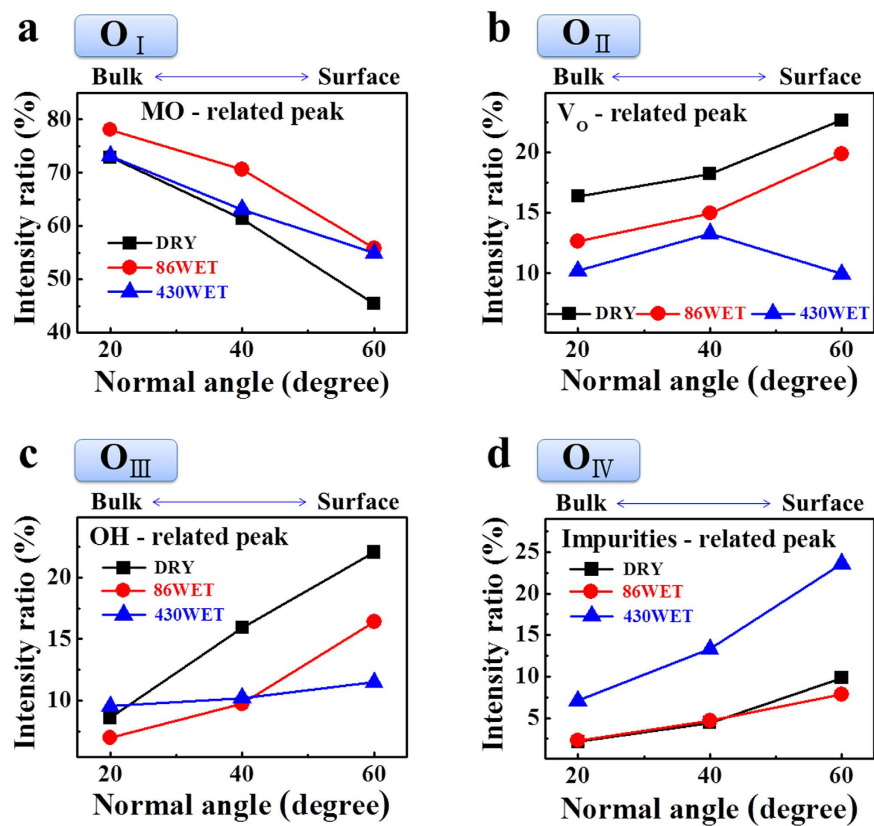 a
O I
Bulk Surface
MO - related peak
Intensity ratio (%)
80
70
60
50
40
DRY
86WET
430WET
20 40 60
Normal angle (degree)
b
O II
Bulk Surface
Vo - related peak
Intensity ratio (%)
20
15
10
DRY 86WET 430WET
20 40 60
Normal angle (degree)
c
O III
Bulk Surface
OH - related peak
Intensity ratio (%)
20
15
10
DRY
86WET
430WET
20 40 60
Normal angle (degree)
d
O IV
Bulk Surface
Impurities - related peak
Intensity ratio (%)
25
20
15
10
5
DRY
86WET
430WET
20 40 60
Normal angle (degree)